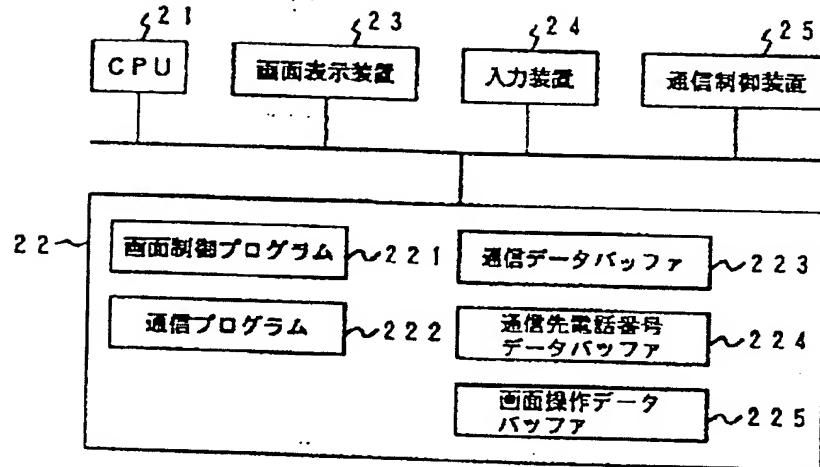 21
23
24
25
CPU
画面表示装置
入力装置
通信制御装置
22
画面制御プログラム
221
通信データバッファ
223
通信プログラム
222
通信先電話番号
データバッファ
224
画面操作データ
バッファ
225